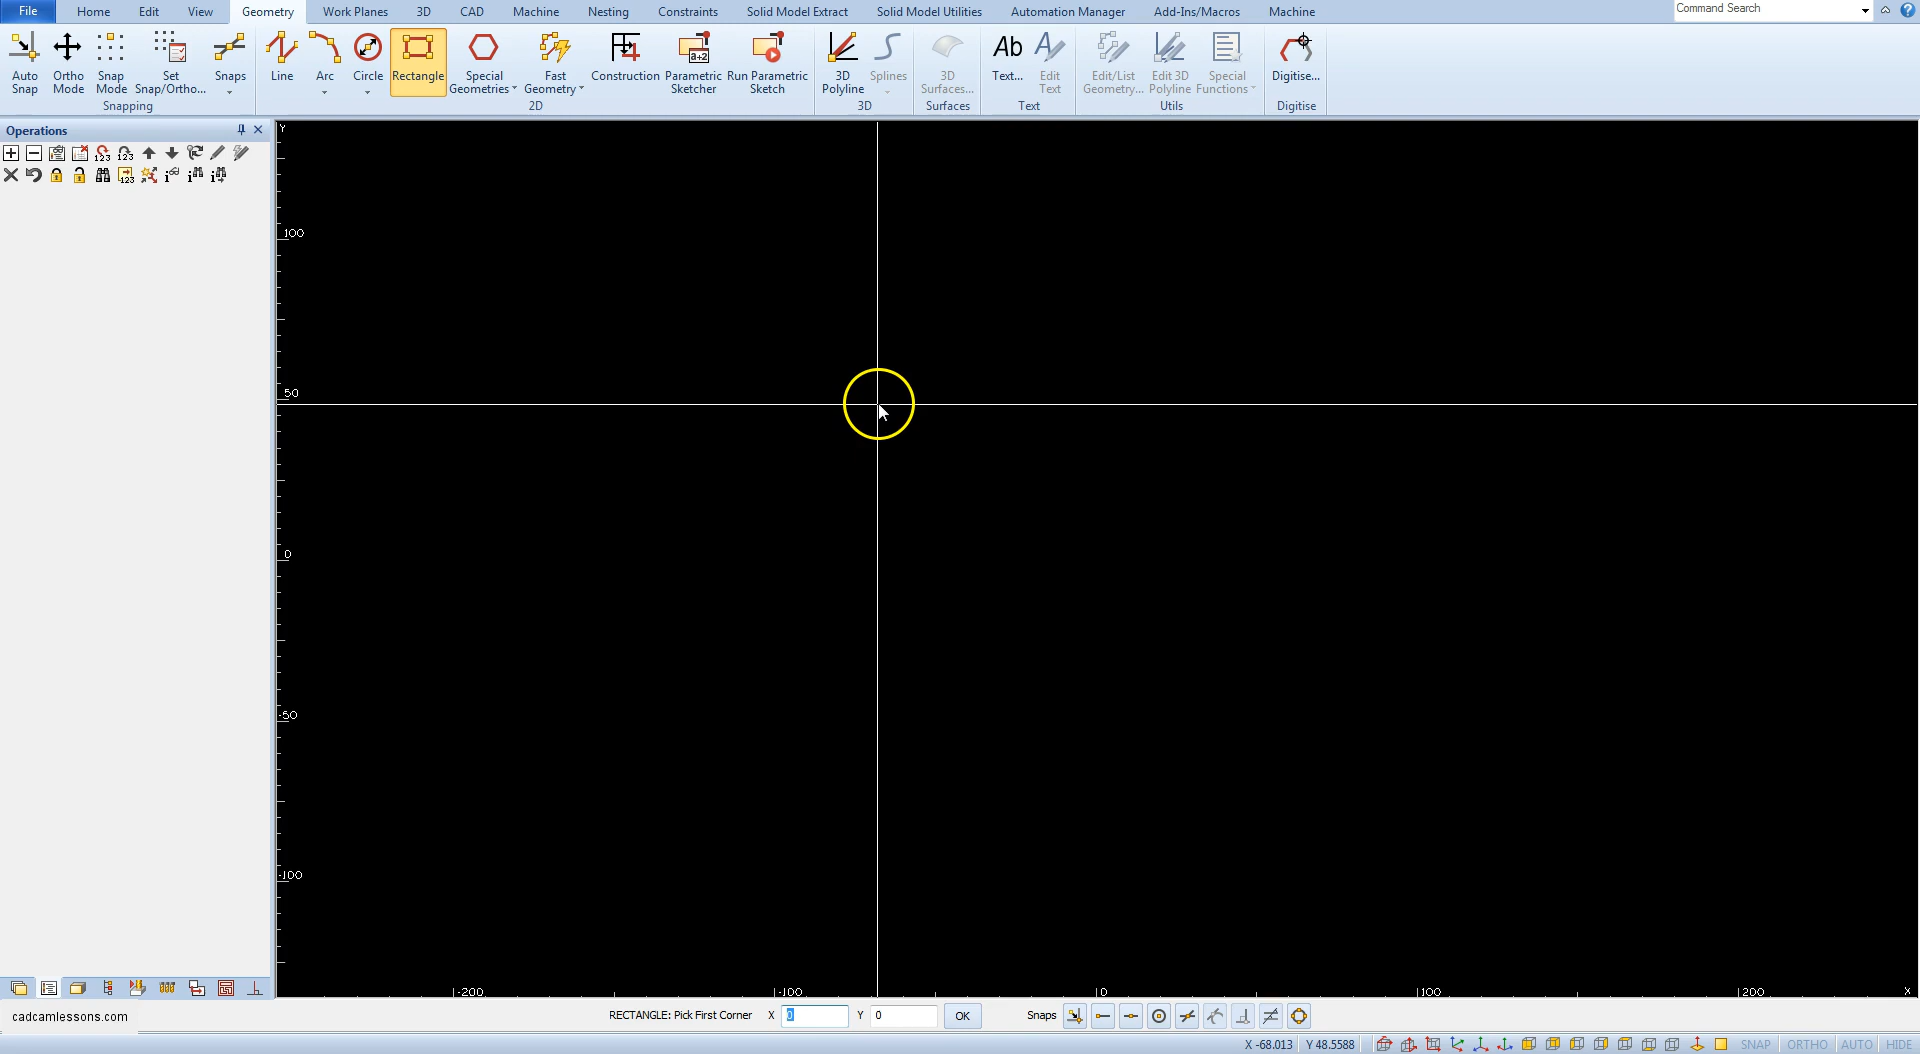 File Home Edit View Geometry Work Planes 3D CAD Machine Nesting Constraints Solid Model Extract Solid Model Utilities Automation Manager Add-Ins/Macros Machine Command Search
Auto Snap
Ortho Mode
Snap Mode
Set Snap/Ortho...
Snaps
Line
Arc
Circle
Rectangle
Special Geometries
Fast Geometry
Construction
Parametric Sketcher
Run Parametric Sketch
3D Polyline
Splines
3D Surfaces...
Text...
Edit Text
Edit/List Geometry...
Edit 3D Polyline
Special Functions
Digitise...
Snapping 2D 3D Surfaces Text Utils Digitise
Operations
Y
100
50
0
-50
-100
-200 -100 0 100 200 X
cadcamlessons.com
RECTANGLE: Pick First Corner X 0 Y 0 OK Snaps
X -68.013 Y 48.5588 SNAP ORTHO AUTO HIDE